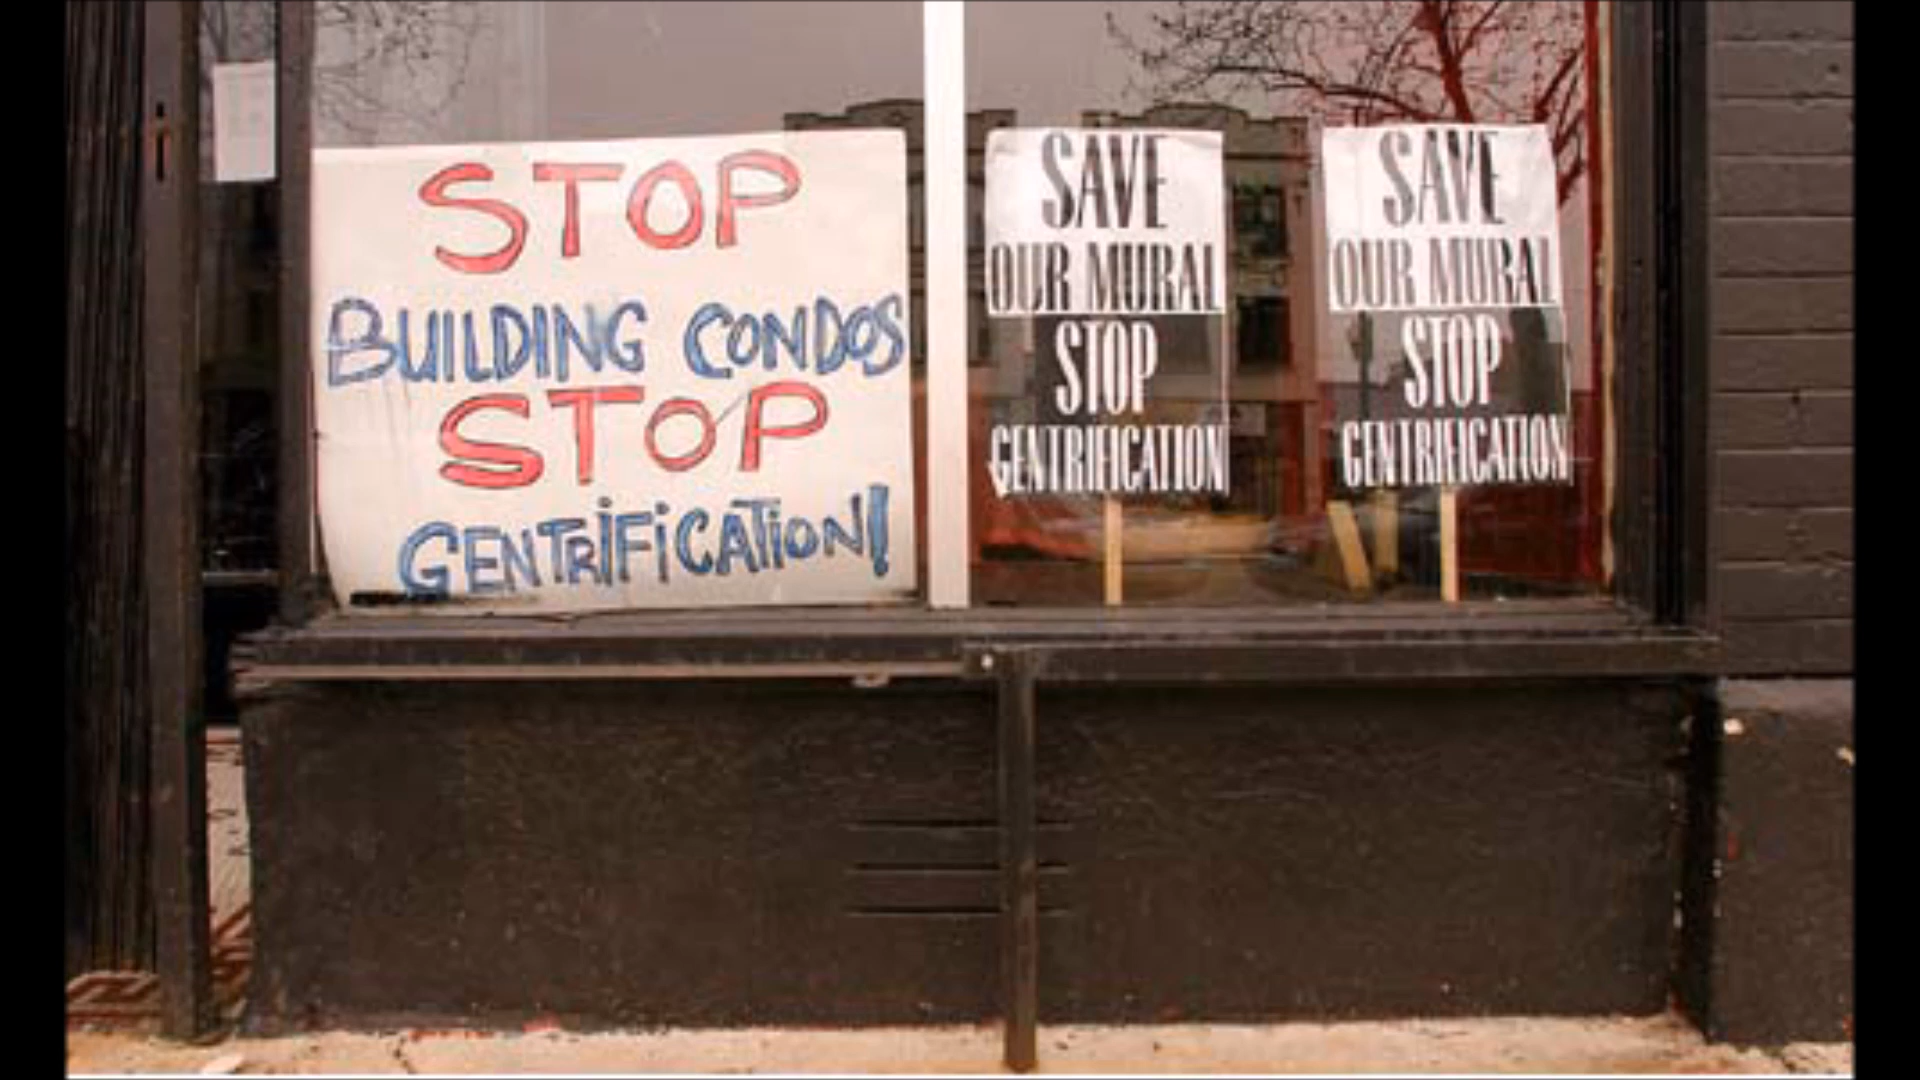 STOP
BUILDING CONDOS
STOP
GENTRiFiCATiON!
SAVE
OUR MURAL
STOP
GENTRIFICATION
SAVE
OUR MURAL
STOP
GENTRIFICATION